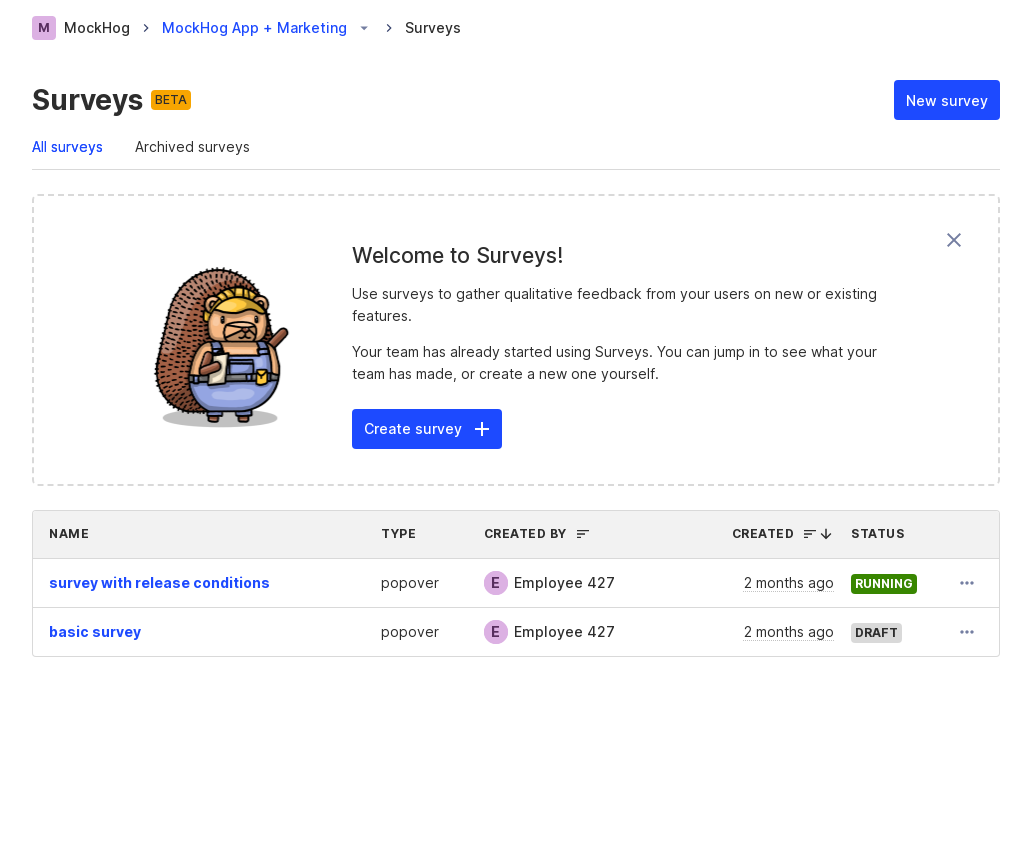 M MockHog MockHog App + Marketing Surveys
Surveys BETA
New survey
All surveys Archived surveys
Welcome to Surveys!
Use surveys to gather qualitative feedback from your users on new or existing
features.
Your team has already started using Surveys. You can jump in to see what your
team has made, or create a new one yourself.
Create survey
NAME TYPE CREATED BY CREATED STATUS
survey with release conditions popover E Employee 427 2 months ago RUNNING
basic survey popover E Employee 427 2 months ago DRAFT